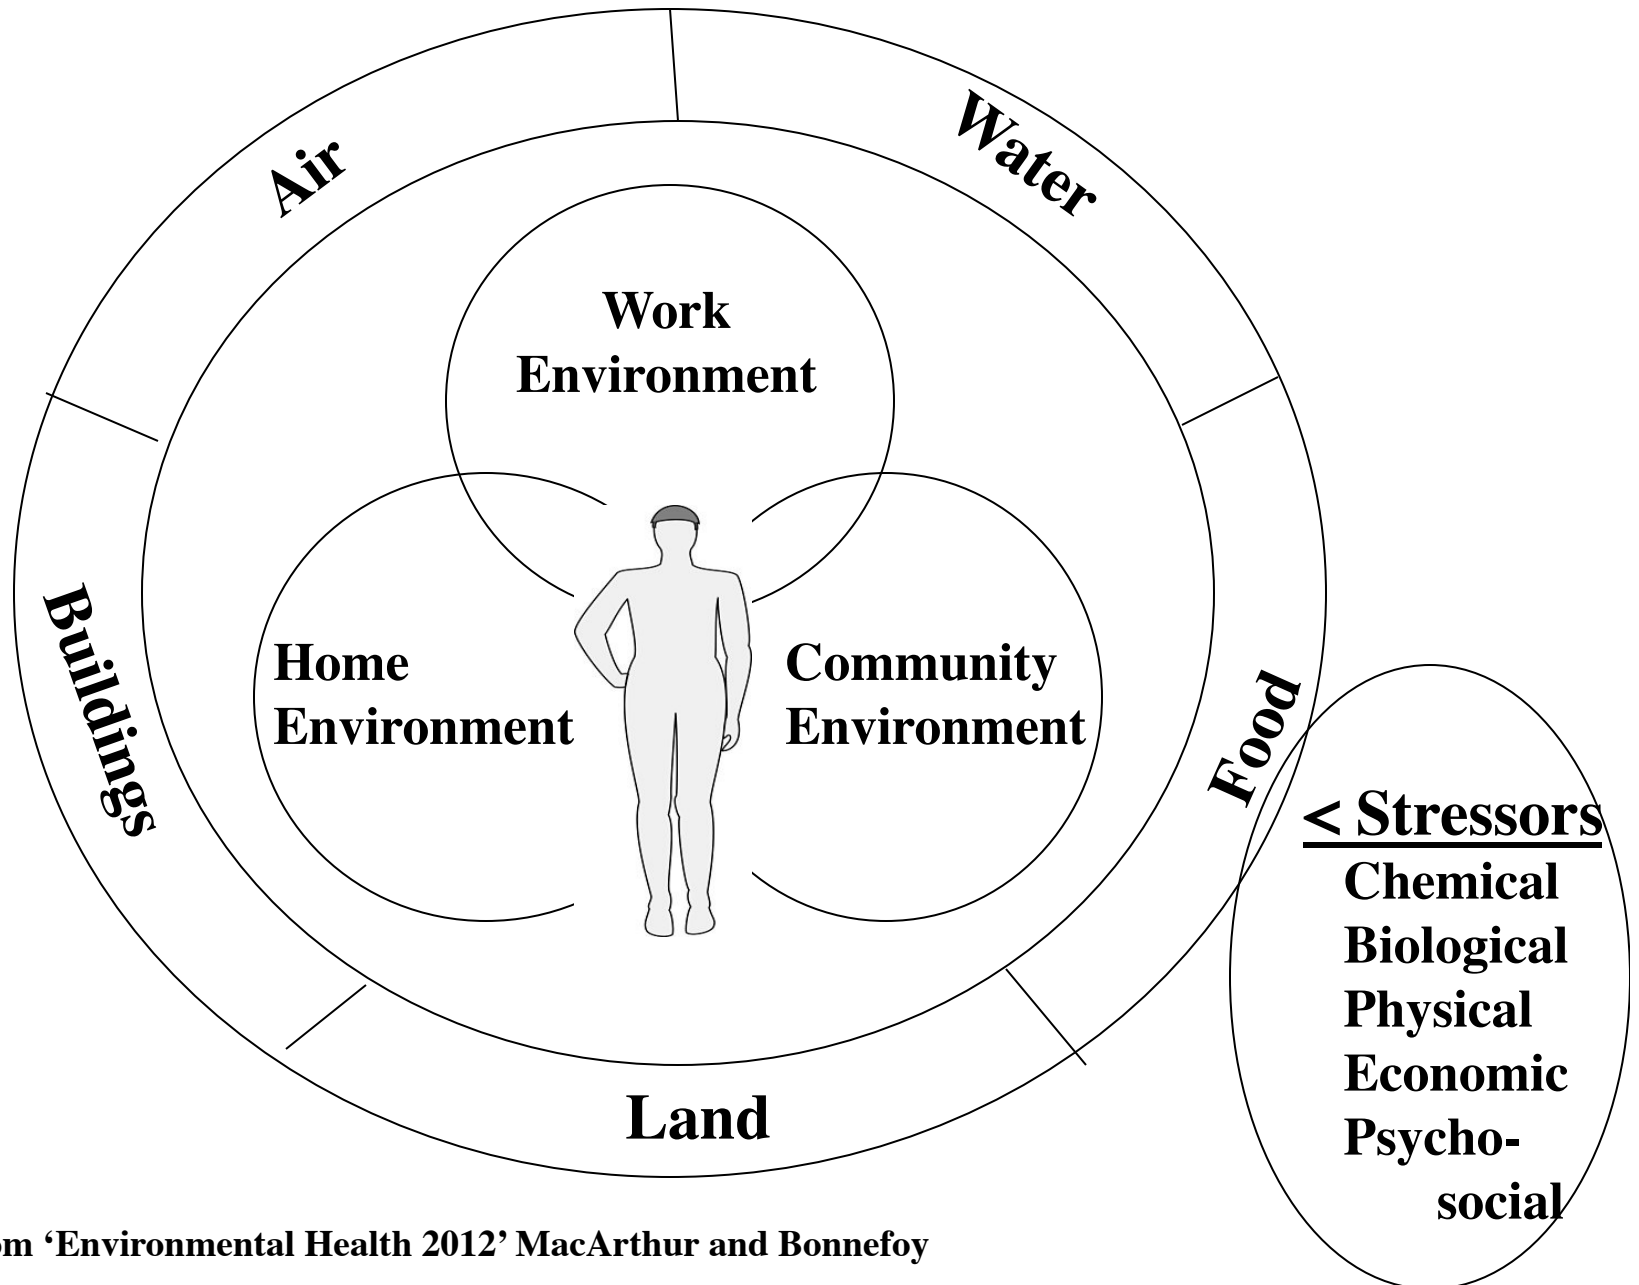 Air
Water
Work
Environment
Home
Environment
Community
Environment
Buildings
Food
Land
< Stressors
Chemical
Biological
Physical
Economic
Psycho-
social
‘Environmental Health 2012’ MacArthur and Bonnefoy